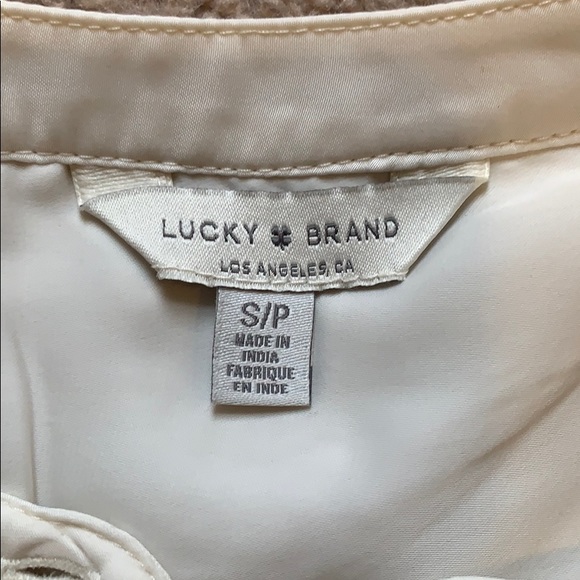 LUCKY BRAND
LOS ANGELES, CA
S/P
MADE IN
INDIA
FABRIQUE
EN INDE